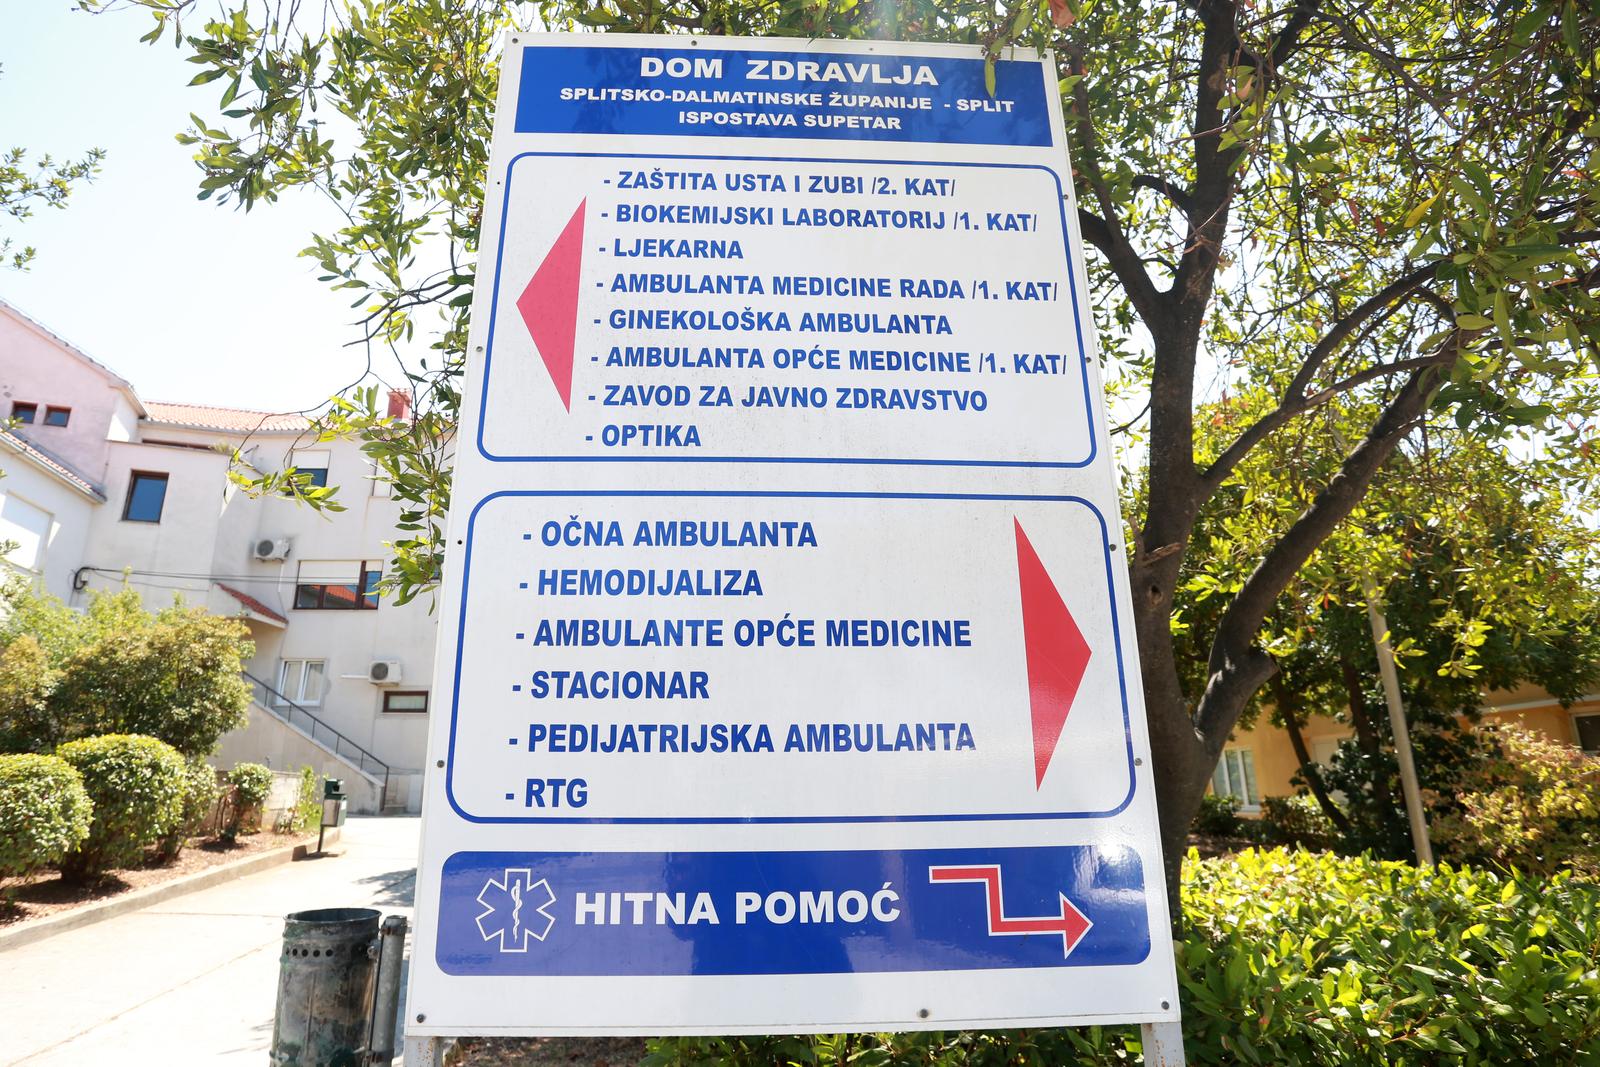 DOM ZDRAVLJA
SPLITSKO-DALMATINSKE ŽUPANIJE - SPLIT
ISPOSTAVA SUPETAR
- ZAŠTITA USTA I ZUBI /2. KAT/
- BIOKEMIJSKI LABORATORIJ /1. KAT/
- LJEKARNA
- AMBULANTA MEDICINE RADA /1. KAT/
- GINEKOLOŠKA AMBULANTA
- AMBULANTA OPĆE MEDICINE /1. KAT/
- ZAVOD ZA JAVNO ZDRAVSTVO
- OPTIKA
- OČNA AMBULANTA
- HEMODIJALIZA
- AMBULANTE OPĆE MEDICINE
- STACIONAR
- PEDIJATRIJSKA AMBULANTA
- RTG
HITNA POMOĆ